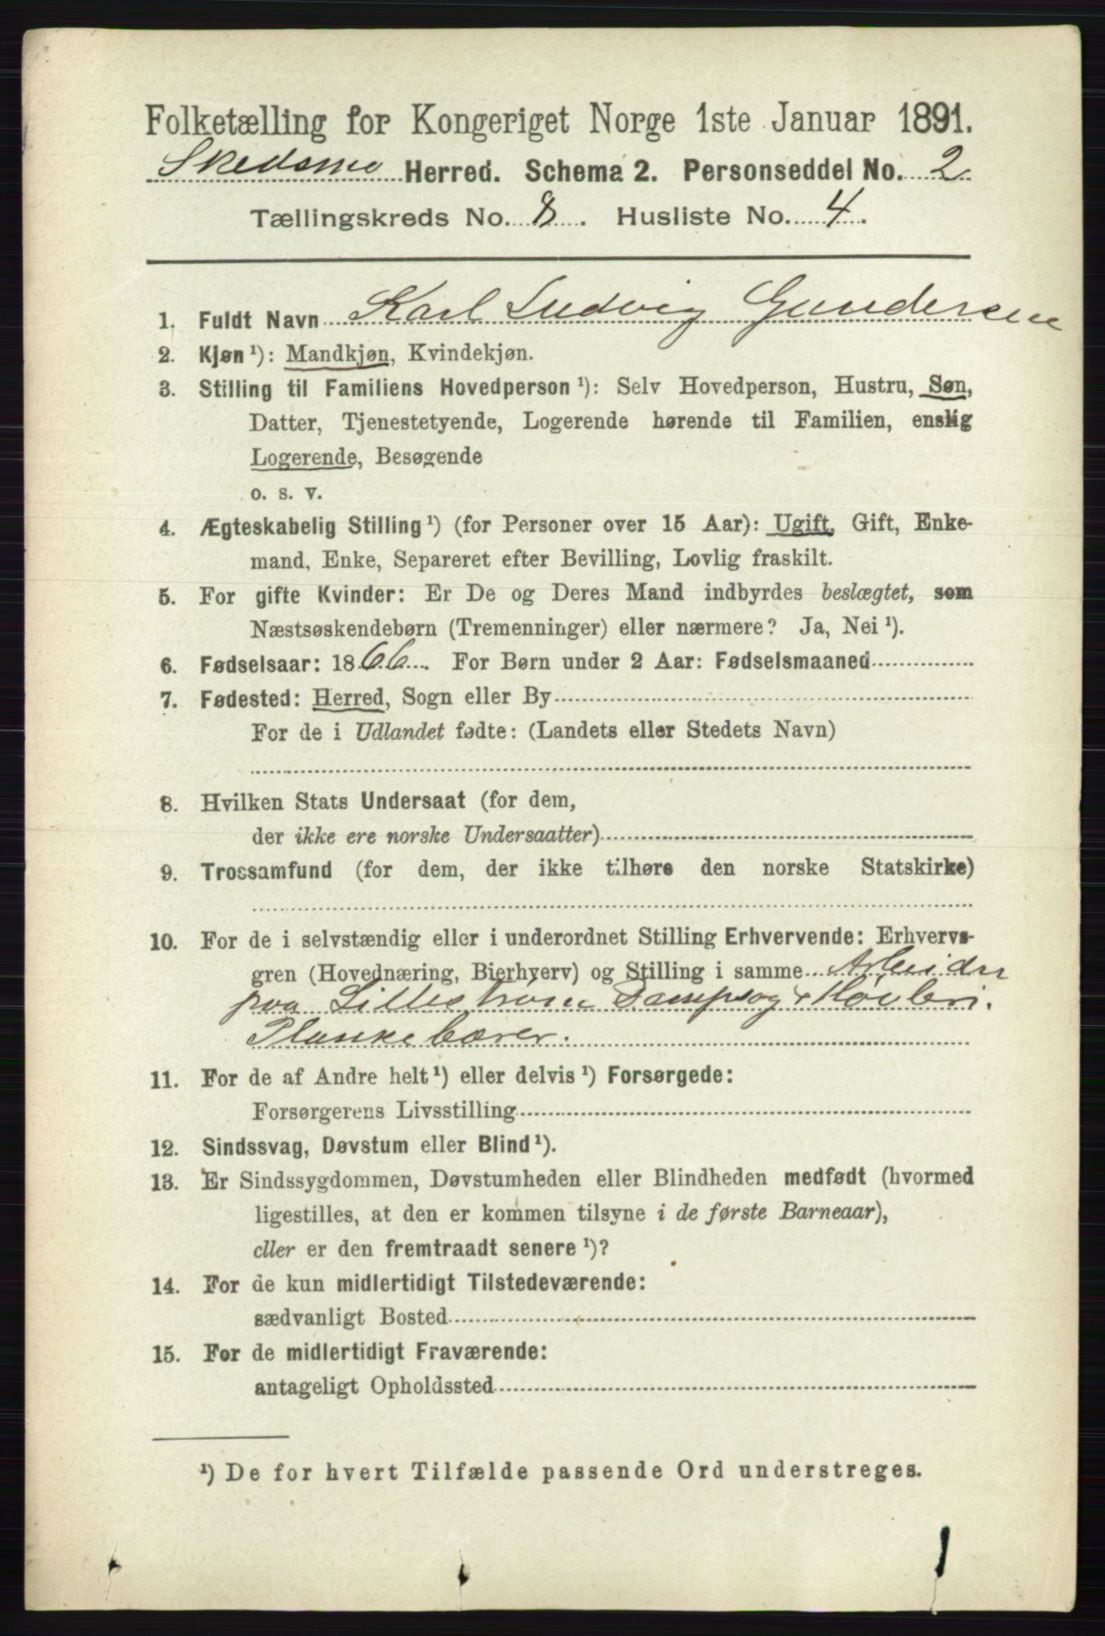 Folketælling for Kongeriget Norge 1ste Januar 1891.
Skedsmo Herred. Schema 2. Personseddel No. 2.
Tællingskreds No. 8. Husliste No. 4.
1. Fuldt Navn Karl Ludvig Gundersen
2. Kjøn ¹): Mandkjøn, Kvindekjøn.
3. Stilling til Familiens Hovedperson ¹): Selv Hovedperson, Hustru, Søn,
Datter, Tjenestetyende, Logerende hørende til Familien, enslig
Logerende, Besøgende
o. s. v.
4. Ægteskabelig Stilling ¹) (for Personer over 15 Aar): Ugift, Gift, Enke-
mand, Enke, Separeret efter Bevilling, Lovlig fraskilt.
5. For gifte Kvinder: Er De og Deres Mand indbyrdes beslægtet, som
Næstsøskendebørn (Tremenninger) eller nærmere? Ja, Nei ¹).
6. Fødselsaar: 1866. For Børn under 2 Aar: Fødselsmaaned
7. Fødested: Herred, Sogn eller By
For de i Udlandet fødte: (Landets eller Stedets Navn)
8. Hvilken Stats Undersaat (for dem,
der ikke ere norske Undersaatter)
9. Trossamfund (for dem, der ikke tilhøre den norske Statskirke)
10. For de i selvstændig eller i underordnet Stilling Erhvervende: Erhvervs-
gren (Hovednæring, Bierhverv) og Stilling i samme Arbeider
paa Lillestrøm Dampsag & Høvleri.
Plankebærer.
11. For de af Andre helt ¹) eller delvis ¹) Forsørgede:
Forsørgerens Livsstilling
12. Sindssvag, Døvstum eller Blind ¹).
13. Er Sindssygdommen, Døvstumheden eller Blindheden medfødt (hvormed
ligestilles, at den er kommen tilsyne i de første Barneaar),
eller er den fremtraadt senere ¹)?
14. For de kun midlertidigt Tilstedeværende:
sædvanligt Bosted
15. For de midlertidigt Fraværende:
antageligt Opholdssted
¹) De for hvert Tilfælde passende Ord understreges.